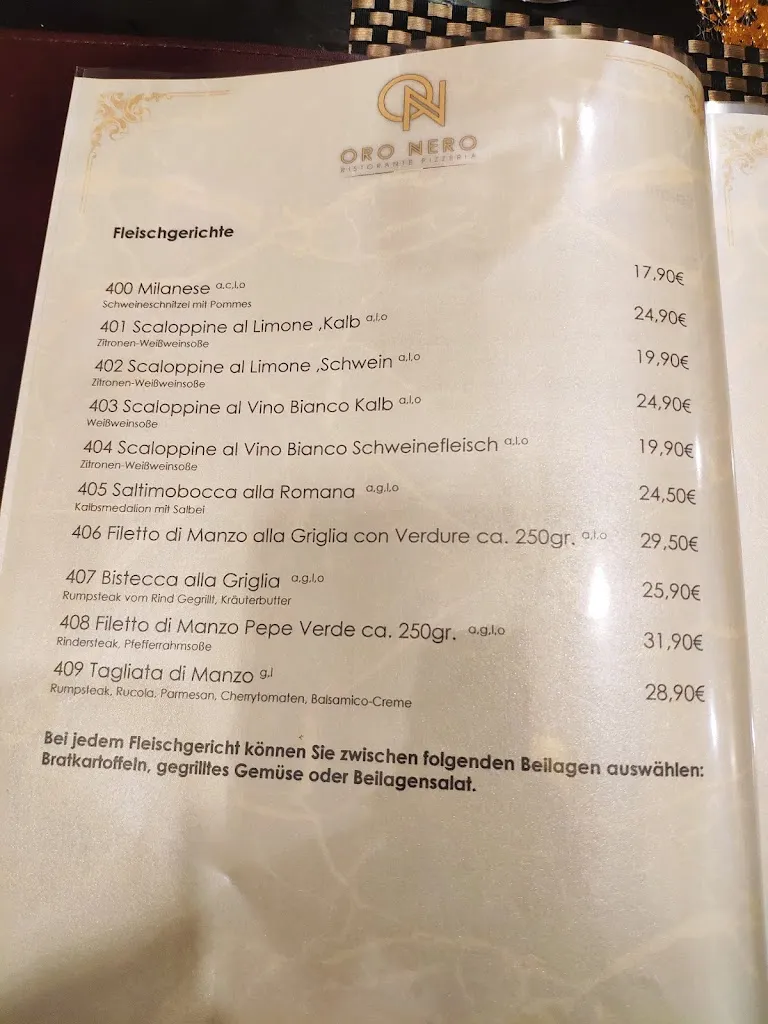 ON
ORO NERO
RISTORANTE PIZZERIA
Fleischgerichte
400 Milanese a,c,l,o 17,90€
Schweineschnitzel mit Pommes
401 Scaloppine al Limone ,Kalb a,l,o 24,90€
Zitronen-Weißweinsoße
402 Scaloppine al Limone ,Schwein a,l,o 19,90€
Zitronen-Weißweinsoße
403 Scaloppine al Vino Bianco Kalb a,l,o 24,90€
Weißweinsoße
404 Scaloppine al Vino Bianco Schweinefleisch a,l,o 19,90€
Zitronen-Weißweinsoße
405 Saltimobocca alla Romana a,g,l,o 24,50€
Kalbsmedalion mit Salbei
406 Filetto di Manzo alla Griglia con Verdure ca. 250gr. a,l,o 29,50€
407 Bistecca alla Griglia a,g,l,o 25,90€
Rumpsteak vom Rind Gegrillt, Kräuterbutter
408 Filetto di Manzo Pepe Verde ca. 250gr. a,g,l,o 31,90€
Rindersteak, Pfefferrahmsoße
409 Tagliata di Manzo g,l 28,90€
Rumpsteak, Rucola, Parmesan, Cherrytomaten, Balsamico-Creme
Bei jedem Fleischgericht können Sie zwischen folgenden Beilagen auswählen:
Bratkartoffeln, gegrilltes Gemüse oder Beilagensalat.